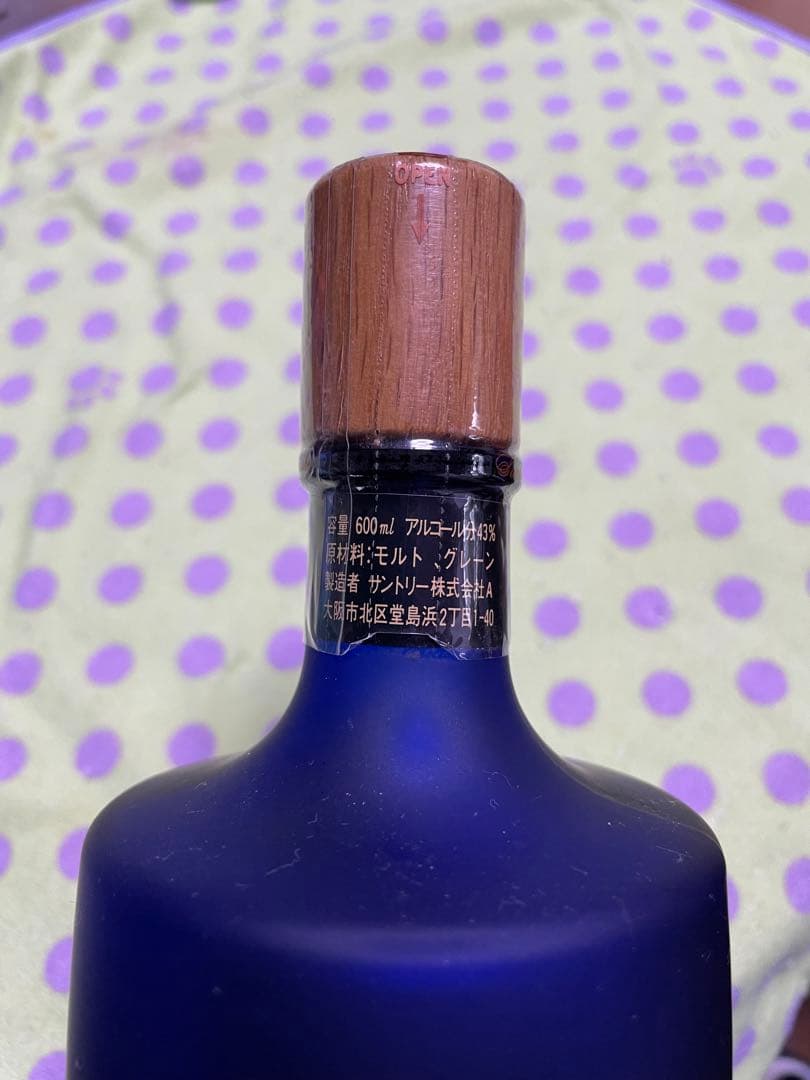 OPEN
容量 600ml アルコール分43%
原材料:モルト、グレーン
製造者 サントリー株式会社A
大阪市北区堂島浜2丁目1-40